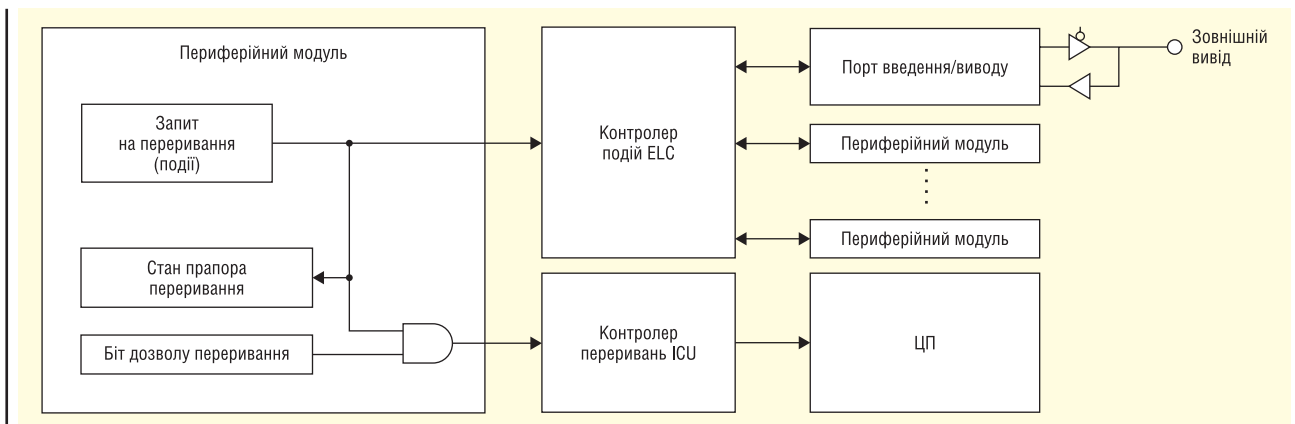 Периферійний модуль
Запит
на переривання
(події)
Стан прапора
переривання
Біт дозволу переривання
Контролер
подій ELC
Контролер
переривань ICU
Порт введення/виводу
Периферійний модуль
Периферійний модуль
ЦП
Зовнішній
вивід